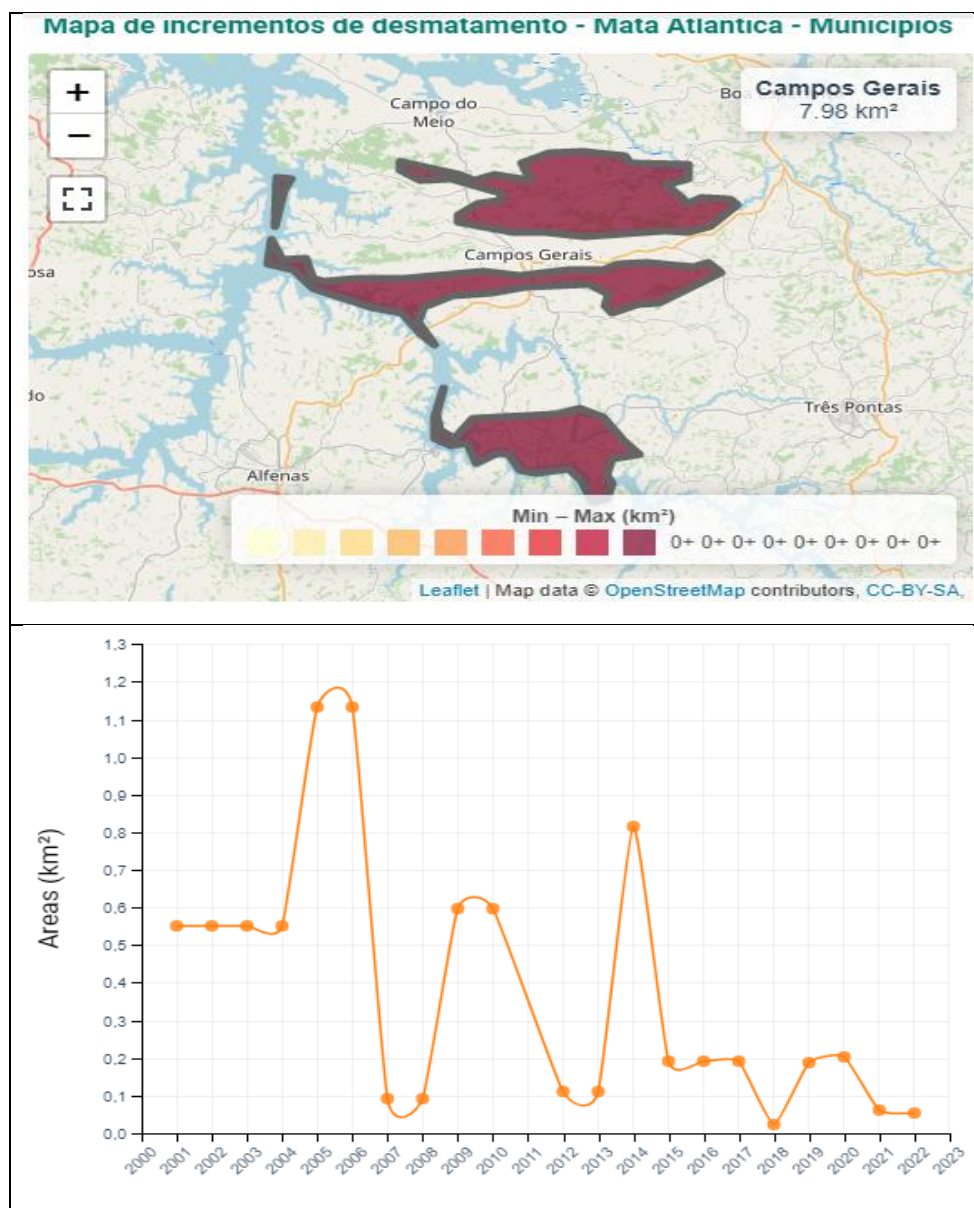 Mapa de incrementos de desmatamento - Mata Atlântica - Municípios
+
−
Campo do
Meio
Bo
Campos Gerais
7.98 km²
Campos Gerais
osa
do
Três Pontas
Alfenas
Min – Max (km²)
0+ 0+ 0+ 0+ 0+ 0+ 0+ 0+ 0+
Leaflet | Map data © OpenStreetMap contributors, CC-BY-SA,
1,3
1,2
1,1
1,0
0,9
0,8
0,7
0,6
0,5
0,4
0,3
0,2
0,1
0,0
Areas (km²)
2000 2001 2002 2003 2004 2005 2006 2007 2008 2009 2010 2011 2012 2013 2014 2015 2016 2017 2018 2019 2020 2021 2022 2023